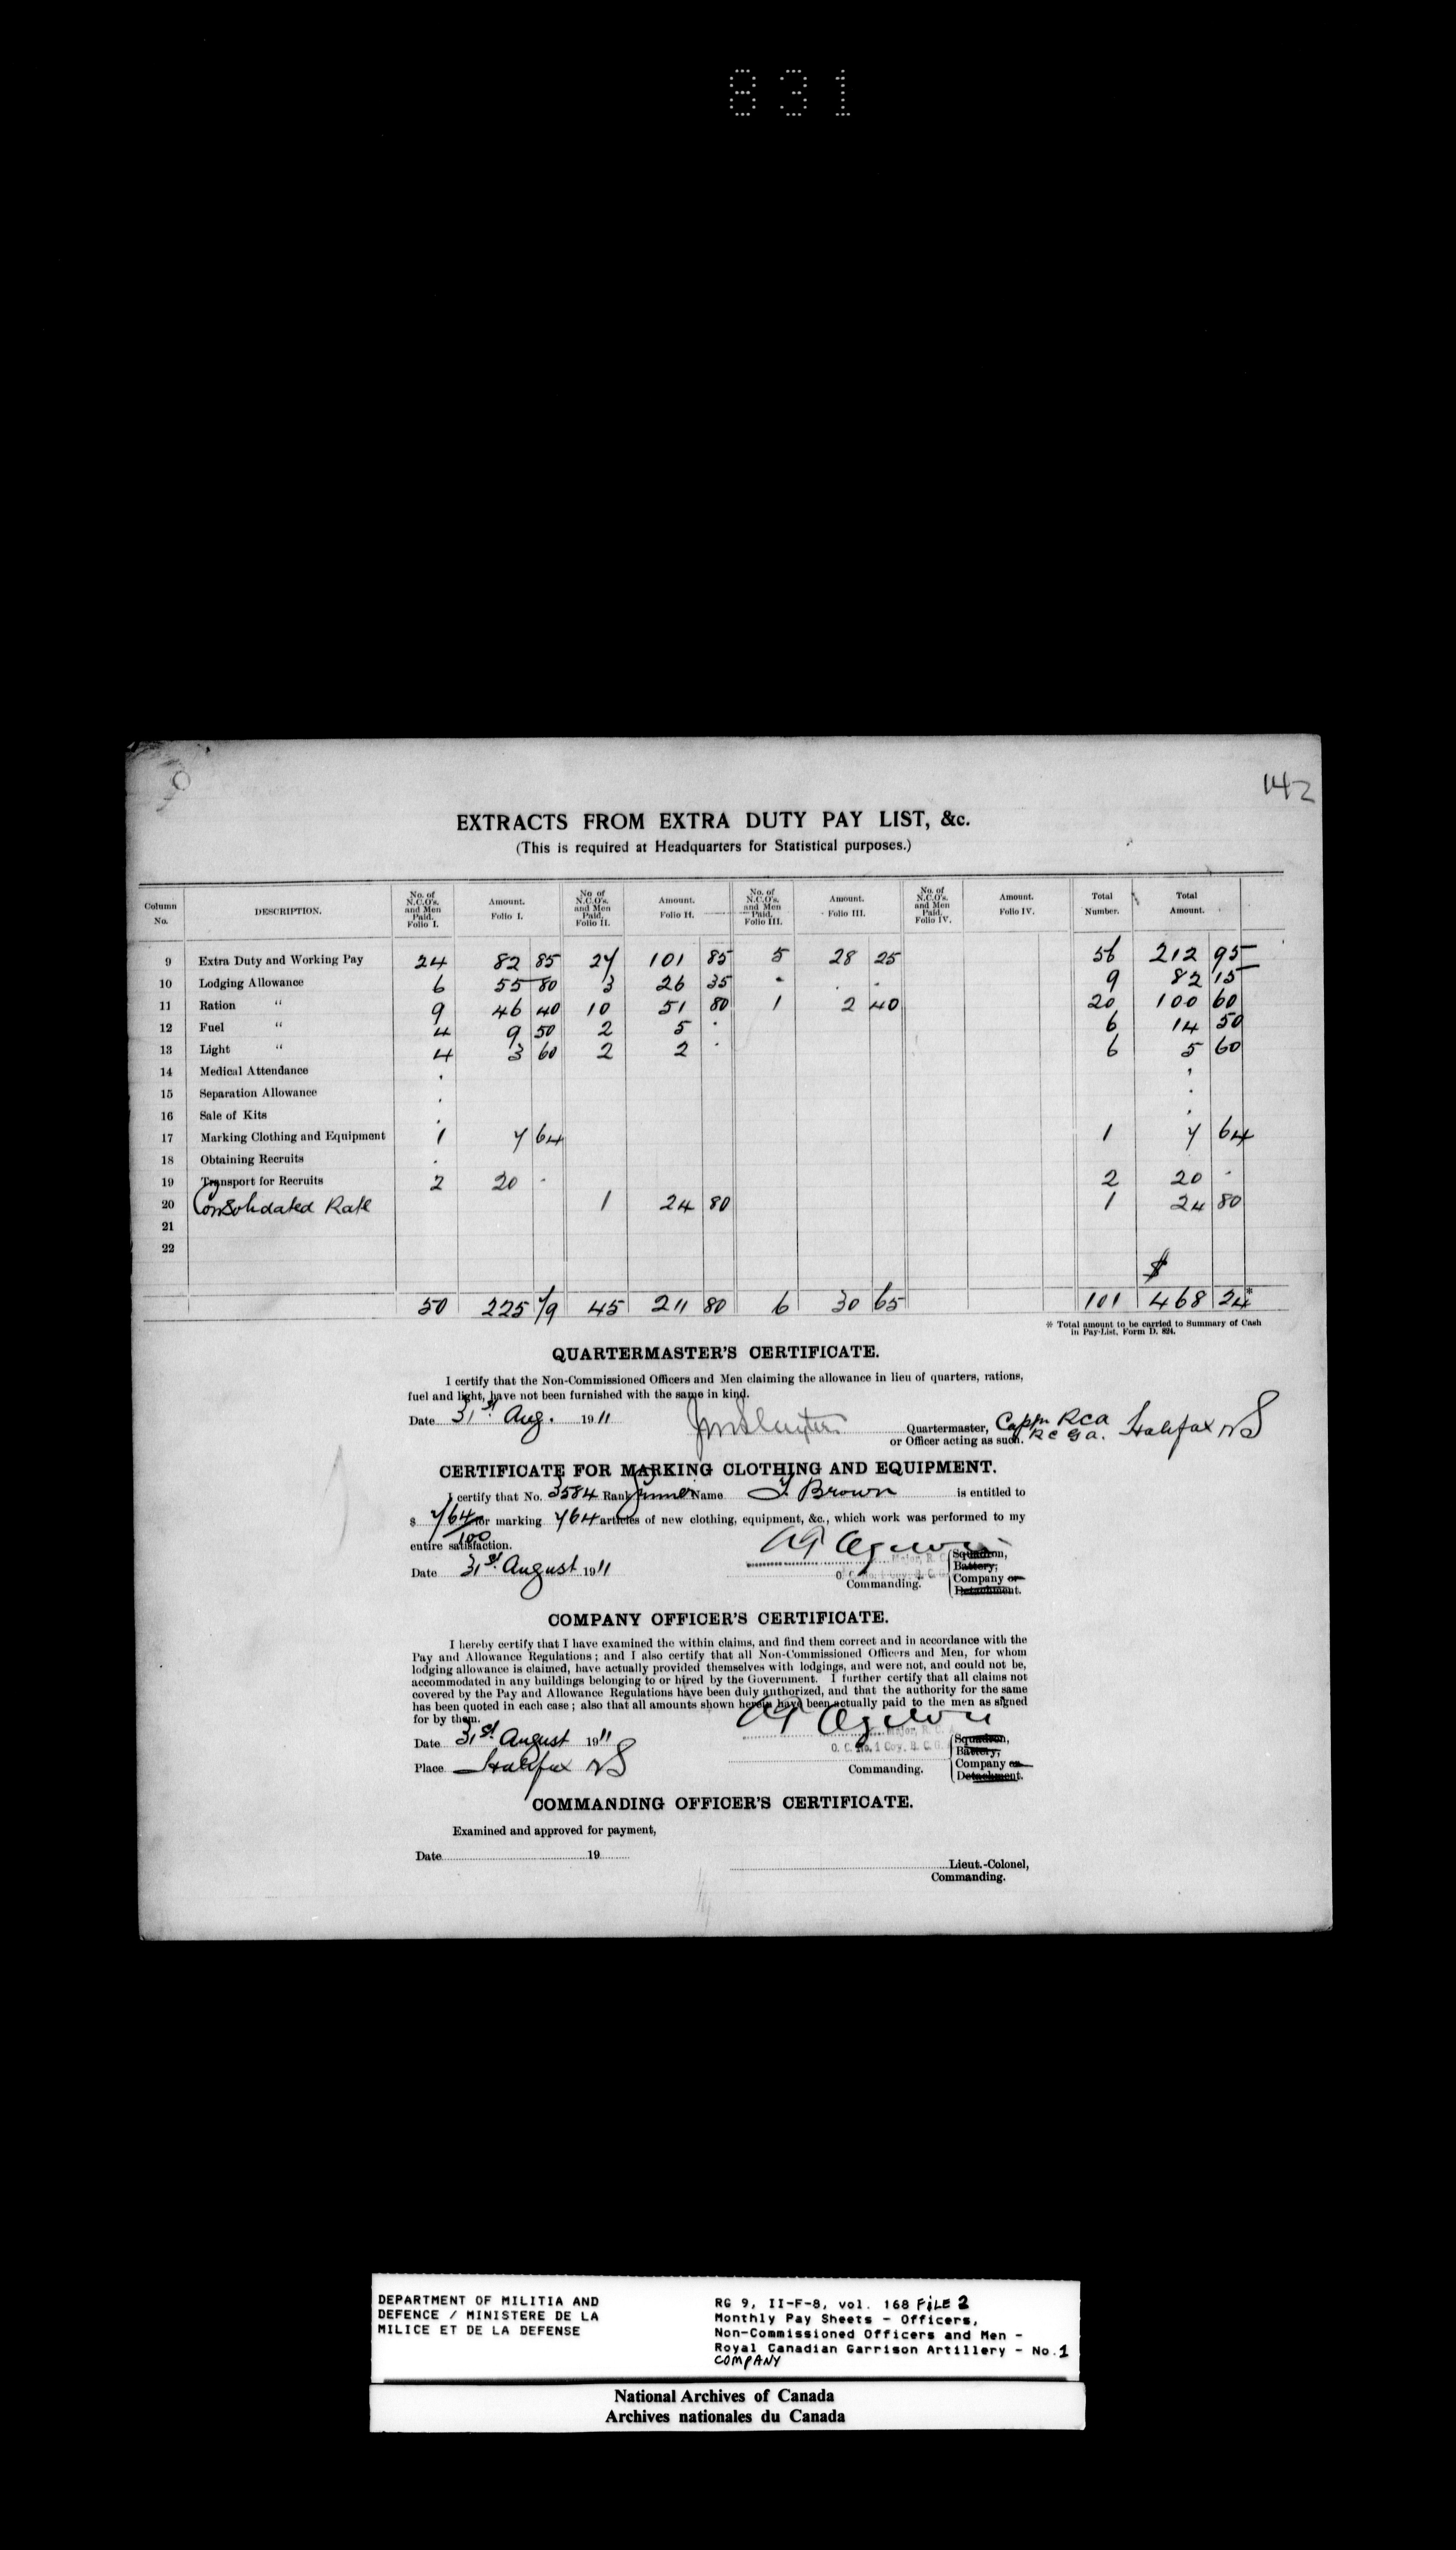 831
142
EXTRACTS FROM EXTRA DUTY PAY LIST, &c.
(This is required at Headquarters for Statistical purposes.)
Column No. DESCRIPTION. No. of N.C.O's. and Men Paid. Folio I. Amount. Folio I. No of N.C.O's. and Men Paid. Folio II. Amount. Folio II. No. of N.C.O's. and Men Paid. Folio III. Amount. Folio III. No. of N.C.O's. and Men Paid. Folio IV. Amount. Folio IV. Total Number. Total Amount.
9 Extra Duty and Working Pay 24 82 85 27 101 85 5 28 25 56 212 95
10 Lodging Allowance 6 55 80 3 26 35 9 82 15
11 Ration " 9 46 40 10 51 80 1 2 40 20 100 60
12 Fuel " 4 9 50 2 5 . 6 14 50
13 Light " 4 3 60 2 2 . 6 5 60
14 Medical Attendance
15 Separation Allowance
16 Sale of Kits
17 Marking Clothing and Equipment 1 7 64 1 7 64
18 Obtaining Recruits
19 Transport for Recruits 2 20 - 2 20 -
20 Consolidated Rate 1 24 80 1 24 80
21
22
$
50 225 79 45 211 80 6 30 65 101 468 24*
* Total amount to be carried to Summary of Cash
in Pay-List, Form D. 824.
QUARTERMASTER'S CERTIFICATE.
I certify that the Non-Commissioned Officers and Men claiming the allowance in lieu of quarters, rations,
fuel and light, have not been furnished with the same in kind.
Date 31st Aug. 1911 Quartermaster, Capn RCA Halifax NS
or Officer acting as such. RCGA.
CERTIFICATE FOR MARKING CLOTHING AND EQUIPMENT.
I certify that No. 3584 Rank Gunner Name T. Brown is entitled to
$ 7 64/100 for marking 764 articles of new clothing, equipment, &c., which work was performed to my
entire satisfaction.
Date 31st August 1911 Major, R. C.
O. C. No. 1 Coy. R. C. G.
Commanding. Squadron, Battery, Company or Detachment.
COMPANY OFFICER'S CERTIFICATE.
I hereby certify that I have examined the within claims, and find them correct and in accordance with the
Pay and Allowance Regulations; and I also certify that all Non-Commissioned Officers and Men, for whom
lodging allowance is claimed, have actually provided themselves with lodgings, and were not, and could not be,
accommodated in any buildings belonging to or hired by the Government. I further certify that all claims not
covered by the Pay and Allowance Regulations have been duly authorized, and that the authority for the same
has been quoted in each case; also that all amounts shown herein have been actually paid to the men as signed
for by them.
Date 31st August 1911 Major, R. C. A.
O. C. No. 1 Coy. R. C. G. A.
Place Halifax NS Commanding. Squadron, Battery, Company or Detachment.
COMMANDING OFFICER'S CERTIFICATE.
Examined and approved for payment,
Date 19
Lieut.-Colonel,
Commanding.
DEPARTMENT OF MILITIA AND
DEFENCE / MINISTERE DE LA
MILICE ET DE LA DEFENSE
RG 9, II-F-8, vol. 168 FILE 2
Monthly Pay Sheets - Officers,
Non-Commissioned Officers and Men -
Royal Canadian Garrison Artillery - No. 1
COMPANY
National Archives of Canada
Archives nationales du Canada